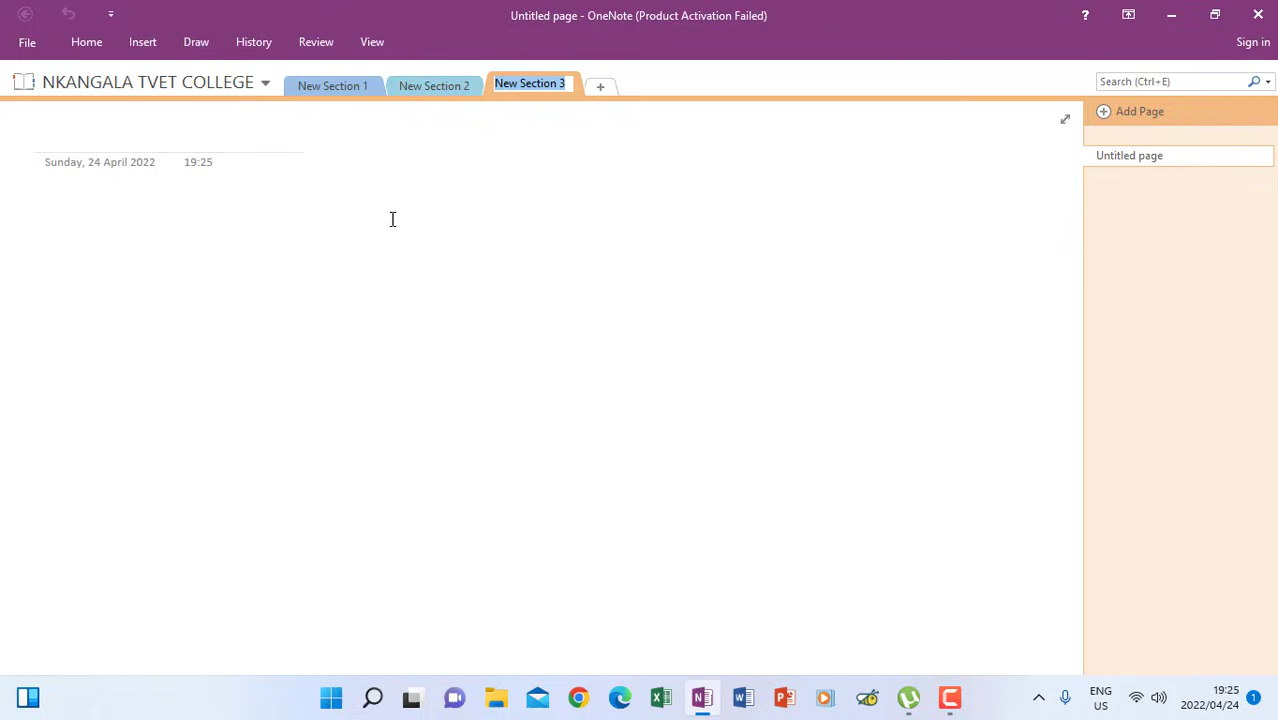 Untitled page - OneNote (Product Activation Failed)
?
File Home Insert Draw History Review View Sign in
NKANGALA TVET COLLEGE New Section 1 New Section 2 New Section 3 + Search (Ctrl+E)
Add Page
Untitled page
Sunday, 24 April 2022 19:25
ENG
US
19:25
2022/04/24
1